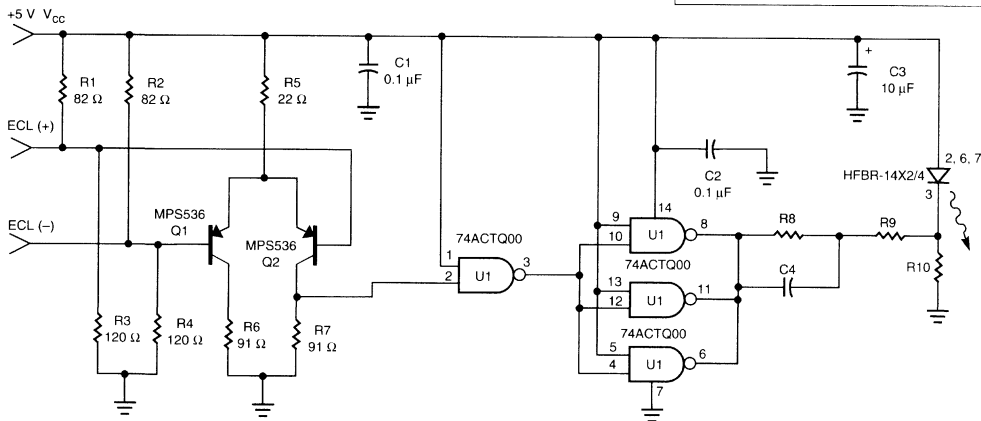 +5 V VCC
R1
82 Ω
R2
82 Ω
R5
22 Ω
C1
0.1 µF
C3
10 µF
+
ECL (+)
ECL (–)
MPS536
Q1
MPS536
Q2
R3
120 Ω
R4
120 Ω
R6
91 Ω
R7
91 Ω
74ACTQ00
1
2
U1
3
C2
0.1 µF
14
9
10
U1
8
74ACTQ00
13
12
U1
11
74ACTQ00
5
4
U1
6
7
R8
C4
R9
R10
HFBR-14X2/4
2, 6, 7
3